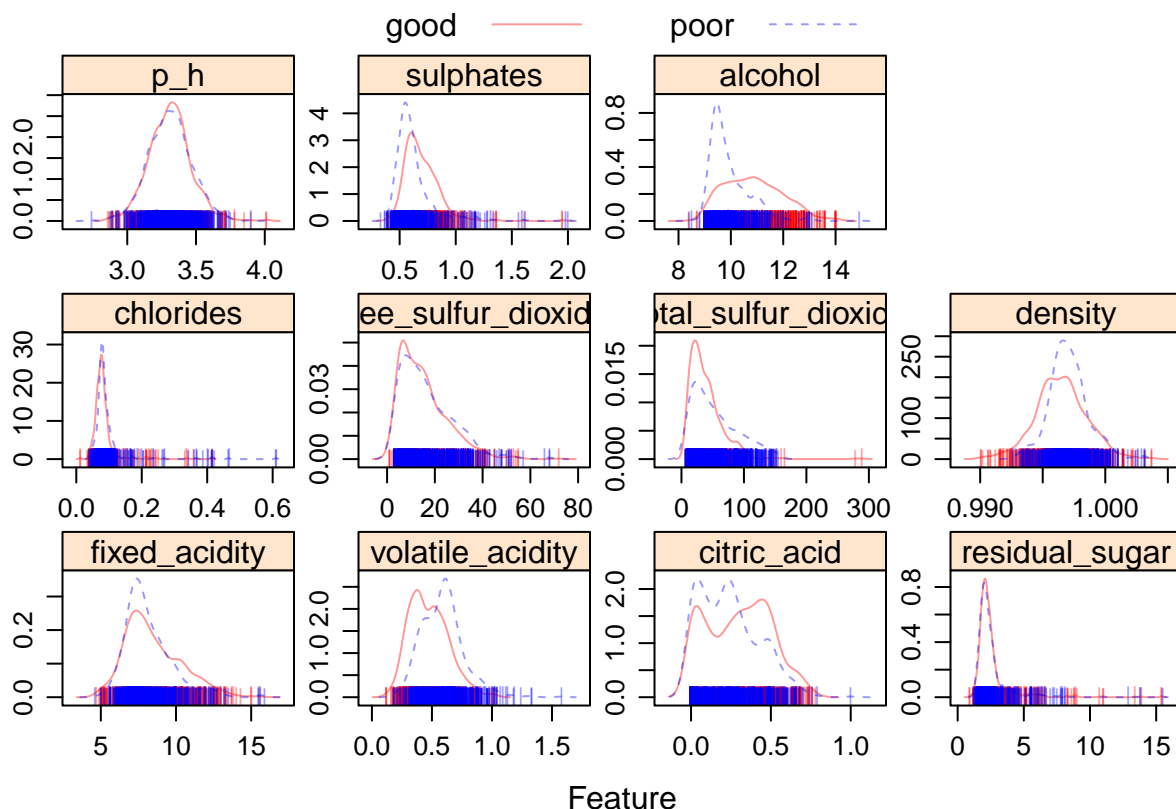 good poor
p_h sulphates alcohol
0.0 1.0 2.0
0 1 2 3 4
0.0 0.4 0.8
3.0 3.5 4.0 0.5 1.0 1.5 2.0 8 10 12 14
chlorides ee_sulfur_dioxid otal_sulfur_dioxic density
0 10 20 30
0.00 0.03
0.000 0.015
0 100 250
0.0 0.2 0.4 0.6 0 20 40 60 80 0 100 200 300 0.990 1.000
fixed_acidity volatile_acidity citric_acid residual_sugar
0.0 0.2
0.0 1.0 2.0
0.0 1.0 2.0
0.0 0.4 0.8
5 10 15 0.0 0.5 1.0 1.5 0.0 0.5 1.0 0 5 10 15
Feature